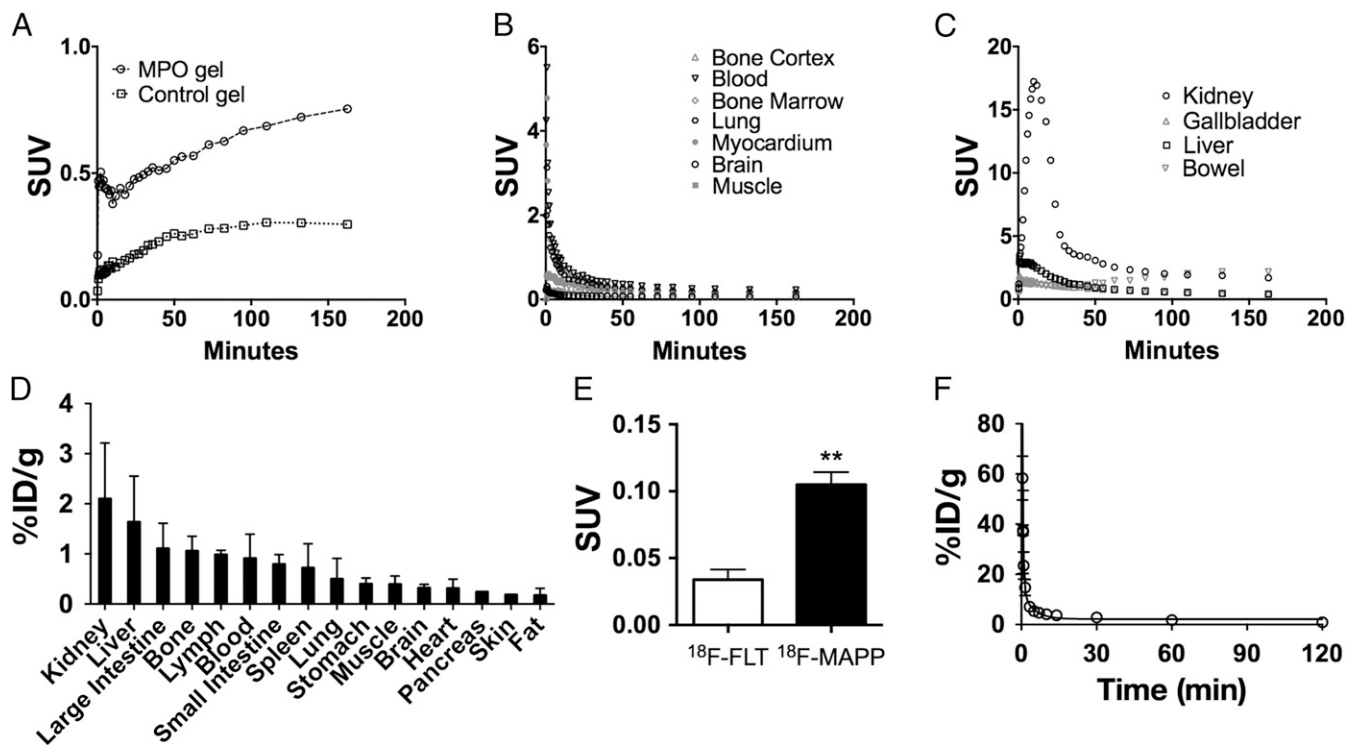 A
1.0
0.5
0.0
SUV
MPO gel
Control gel
0
50
100
150
200
Minutes
B
6
4
2
0
SUV
Bone Cortex
Blood
Bone Marrow
Lung
Myocardium
Brain
Muscle
0
50
100
150
200
Minutes
C
20
15
10
5
0
SUV
Kidney
Gallbladder
Liver
Bowel
0
50
100
150
200
Minutes
D
4
3
2
1
0
%ID/g
Kidney
Liver
Large Intestine
Bone
Lymph
Blood
Small Intestine
Spleen
Lung
Stomach
Muscle
Brain
Heart
Pancreas
Skin
Fat
E
0.15
0.10
0.05
0.00
SUV
**
¹⁸F-FLT
¹⁸F-MAPP
F
80
60
40
20
0
%ID/g
0
30
60
90
120
Time (min)